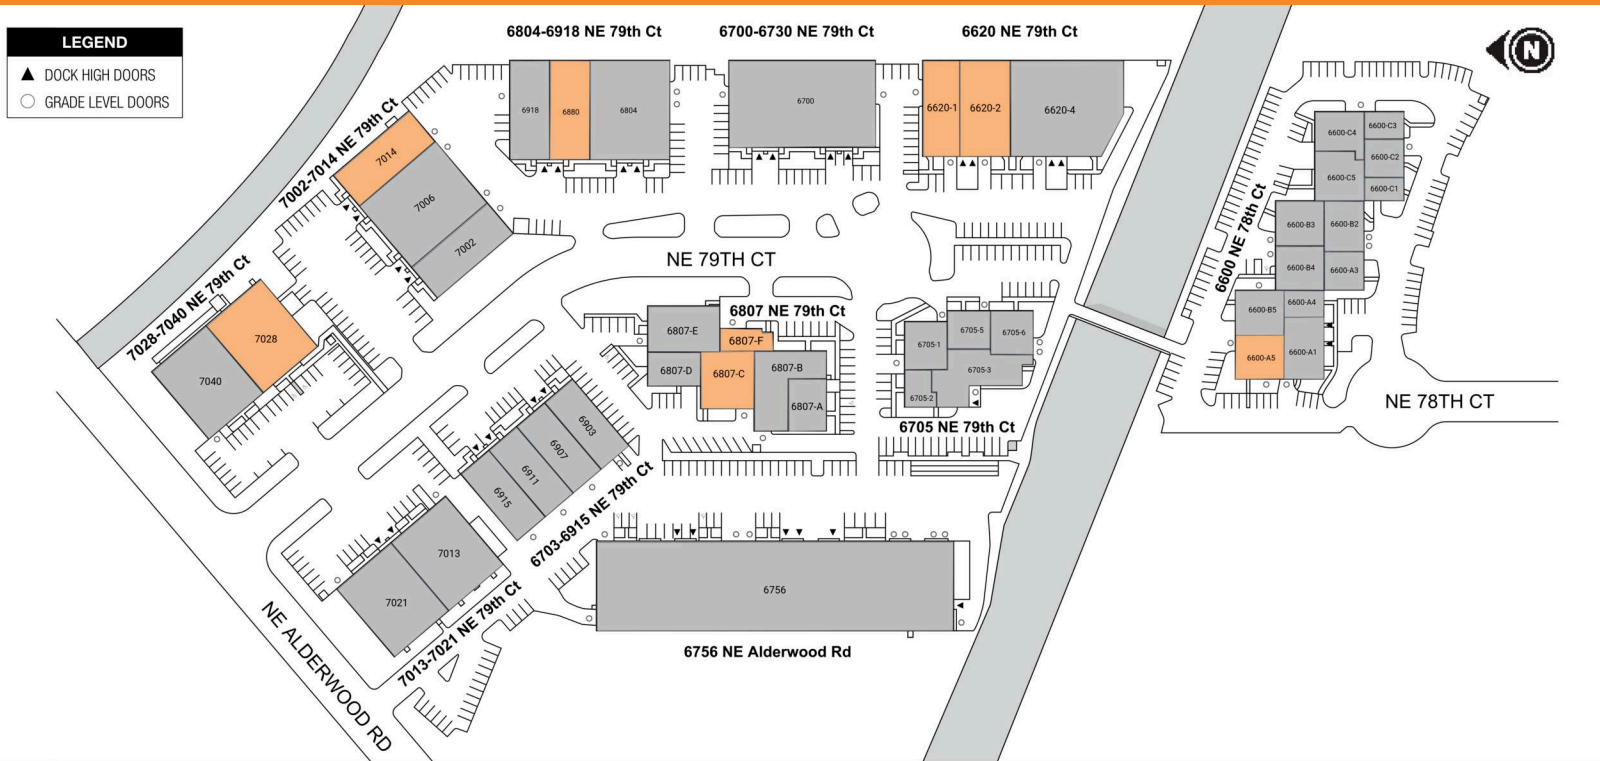 LEGEND
DOCK HIGH DOORS
GRADE LEVEL DOORS
6804-6918 NE 79th Ct
6700-6730 NE 79th Ct
6620 NE 79th Ct
N
6918
6880
6804
6700
6620-1
6620-2
6620-4
7002-7014 NE 79th Ct
7014
7006
7002
7028-7040 NE 79th Ct
7028
7040
NE 79TH CT
6807 NE 79th Ct
6807-E
6807-F
6807-D
6807-C
6807-B
6807-A
6705-5
6705-6
6705-1
6705-3
6705-2
6705 NE 79th Ct
6600 NE 78th Ct
6600-C4
6600-C3
6600-C2
6600-C5
6600-C1
6600-B3
6600-B2
6600-B4
6600-A3
6600-B5
6600-A4
6600-A5
6600-A1
NE 78TH CT
6903
6907
6911
6915
6703-6915 NE 79th Ct
7013
7021
7013-7021 NE 79th Ct
6756
6756 NE Alderwood Rd
NE ALDERWOOD RD